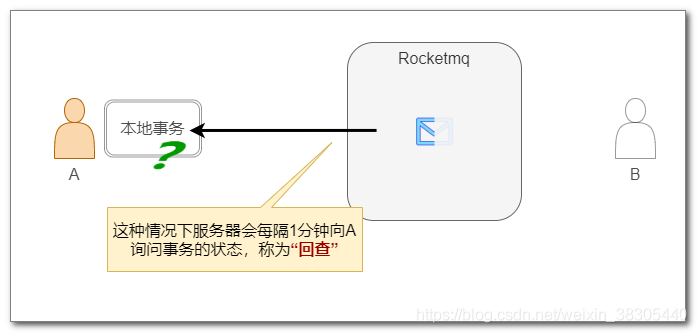 Rocketmq
本地事务
?
A
B
这种情况下服务器会每隔1分钟向A
询问事务的状态，称为“回查”
https://blog.csdn.net/weixin_38305440